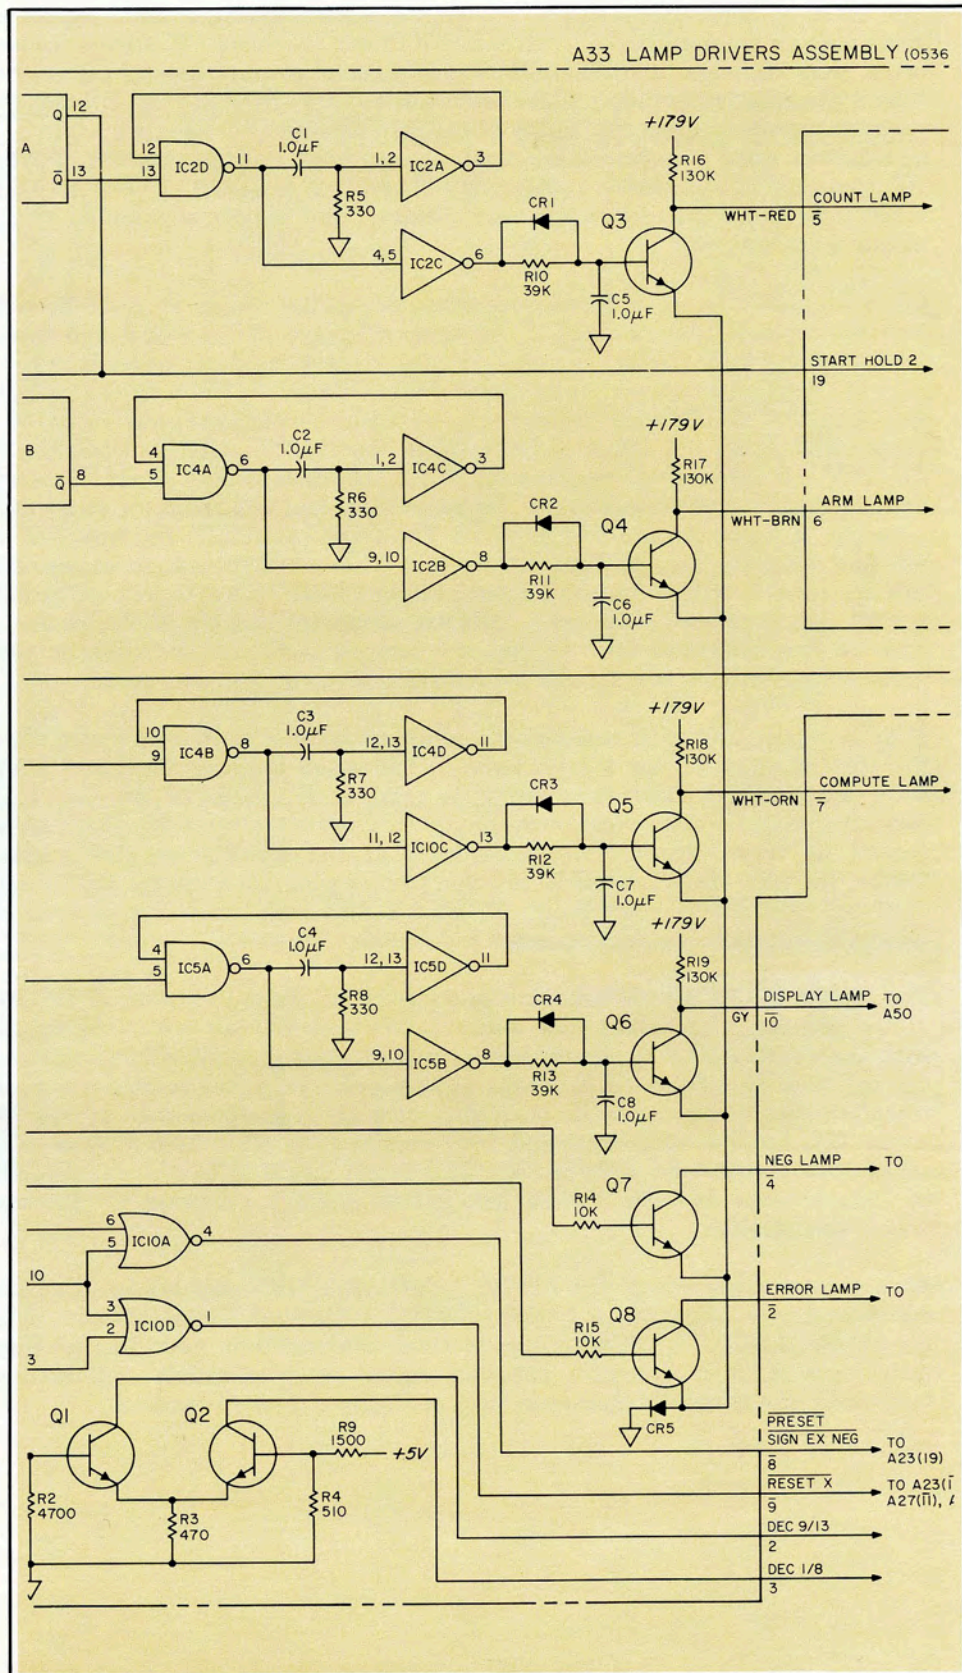 A33 LAMP DRIVERS ASSEMBLY (0536
Q 12
A
Q̅ 13
12
13
IC2D
11
C1
1.0µF
R5
330
1, 2
IC2A
3
4, 5
IC2C
6
CR1
R10
39K
C5
1.0µF
Q3
+179V
R16
130K
WHT-RED
COUNT LAMP
5̅
START HOLD 2
19
B
Q̅ 8
4
5
IC4A
6
C2
1.0µF
R6
330
1, 2
IC4C
3
9, 10
IC2B
8
CR2
R11
39K
C6
1.0µF
Q4
+179V
R17
130K
WHT-BRN
ARM LAMP
6
10
9
IC4B
8
C3
1.0µF
R7
330
12, 13
IC4D
11
11, 12
IC10C
13
CR3
R12
39K
C7
1.0µF
Q5
+179V
R18
130K
WHT-ORN
COMPUTE LAMP
7̅
4
5
IC5A
6
C4
1.0µF
R8
330
12, 13
IC5D
11
9, 10
IC5B
8
CR4
R13
39K
C8
1.0µF
Q6
+179V
R19
130K
GY
DISPLAY LAMP
1̅0̅
TO
A50
R14
10K
Q7
NEG LAMP
4̅
TO
6
5
IC10A
4
10
3
2
IC10D
1
3
R15
10K
Q8
ERROR LAMP
2̅
TO
CR5
Q1
Q2
R9
1500
+5V
R2
4700
R3
470
R4
510
P̅R̅E̅S̅E̅T̅
S̅I̅G̅N̅ ̅E̅X̅ ̅N̅E̅G̅
8̅
TO
A23(19)
R̅E̅S̅E̅T̅ ̅X̅
9̅
TO A23(1̅
A27(1̅1̅),
DEC 9/13
2
DEC 1/8
3